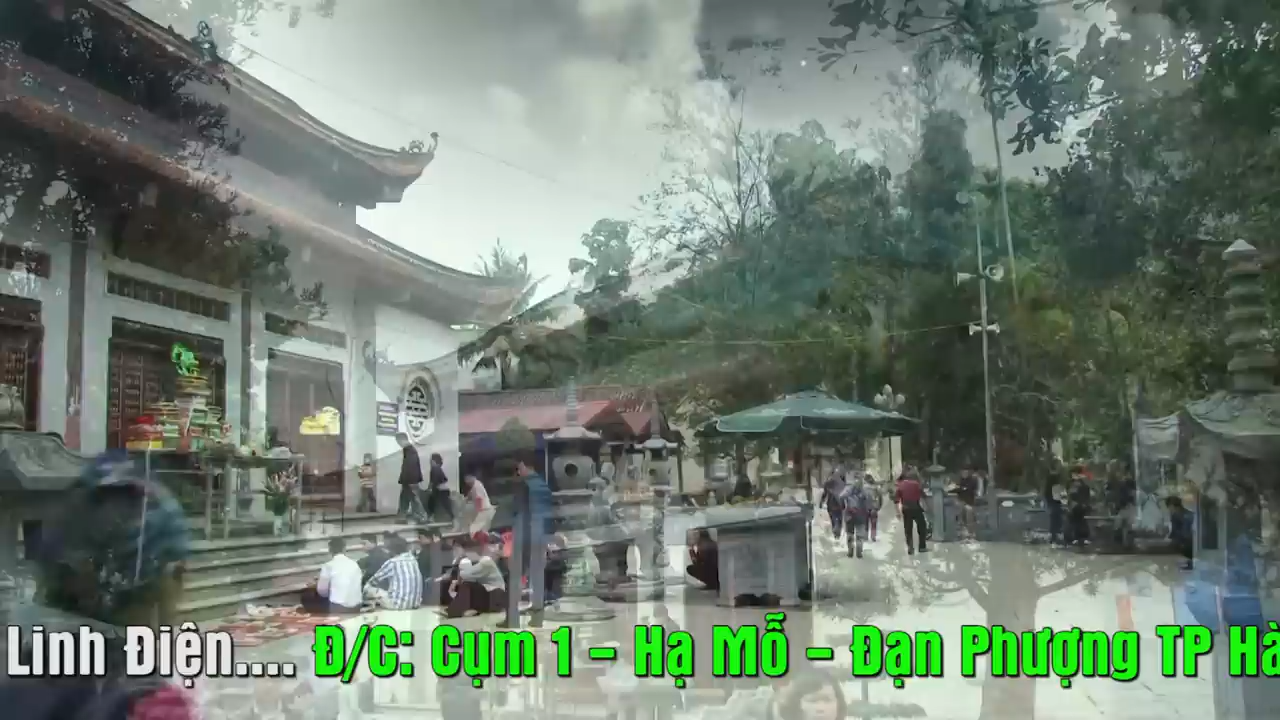 Linh Điện.... Đ/C: Cụm 1 - Hạ Mỗ - Đạn Phượng TP Hà